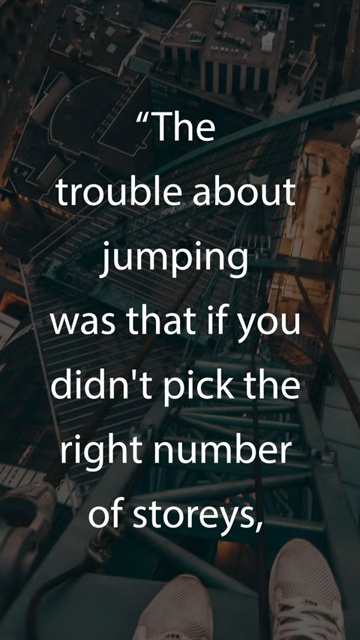 “The
trouble about
jumping
was that if you
didn't pick the
right number
of storeys,